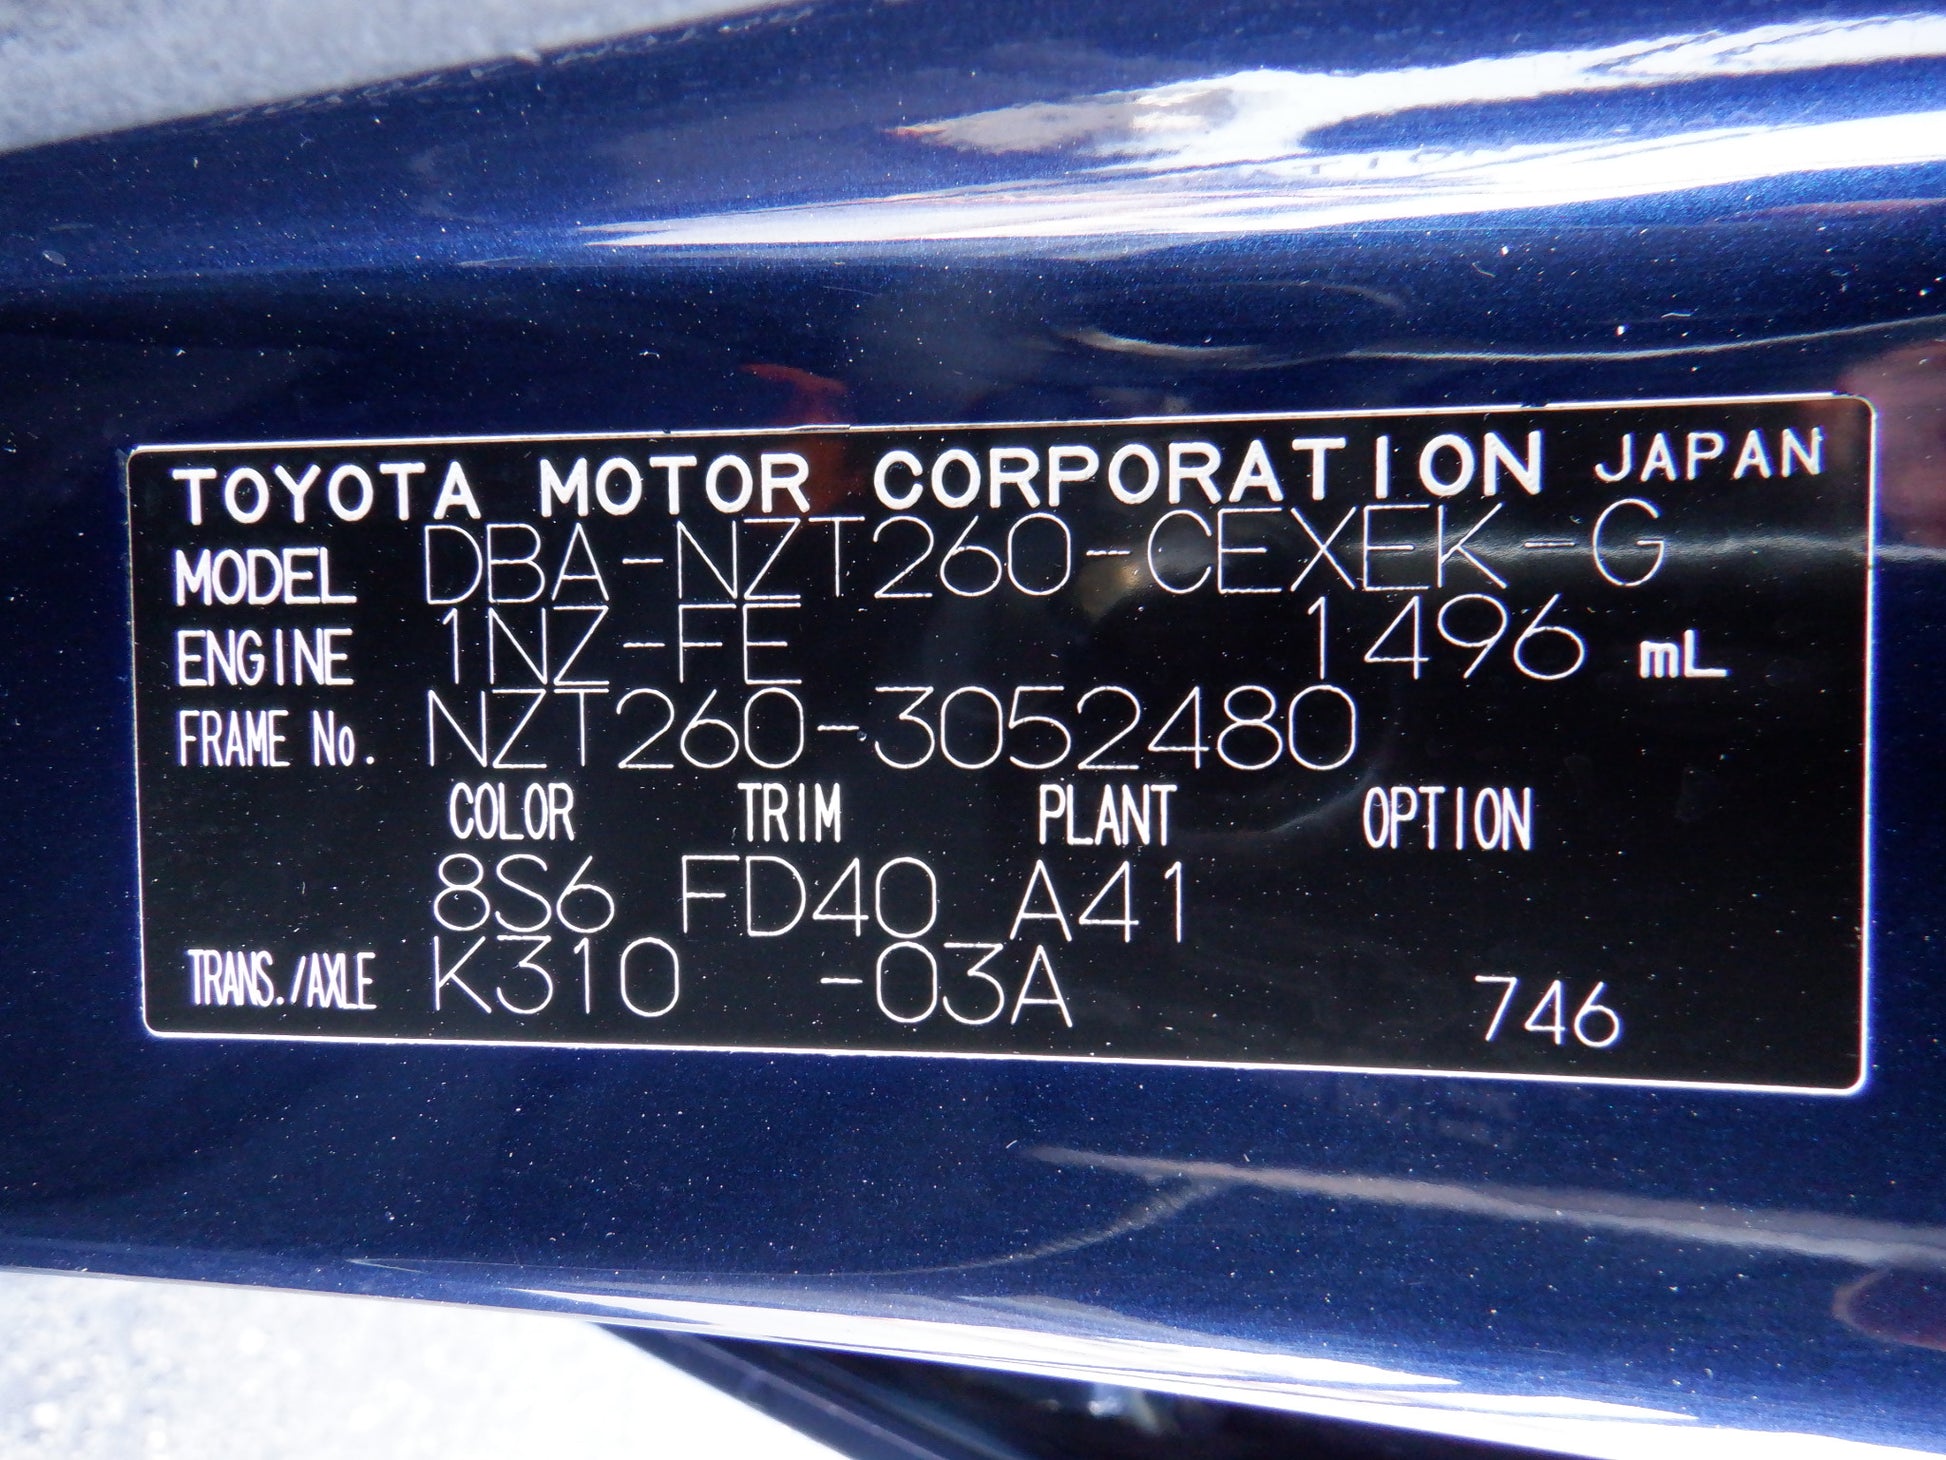 TOYOTA MOTOR CORPORATION JAPAN
MODEL DBA-NZT260-CEXEK-G
ENGINE 1NZ-FE 1496 mL
FRAME No. NZT260-3052480
COLOR TRIM PLANT OPTION
8S6 FD40 A41
TRANS./AXLE K310 -03A 746